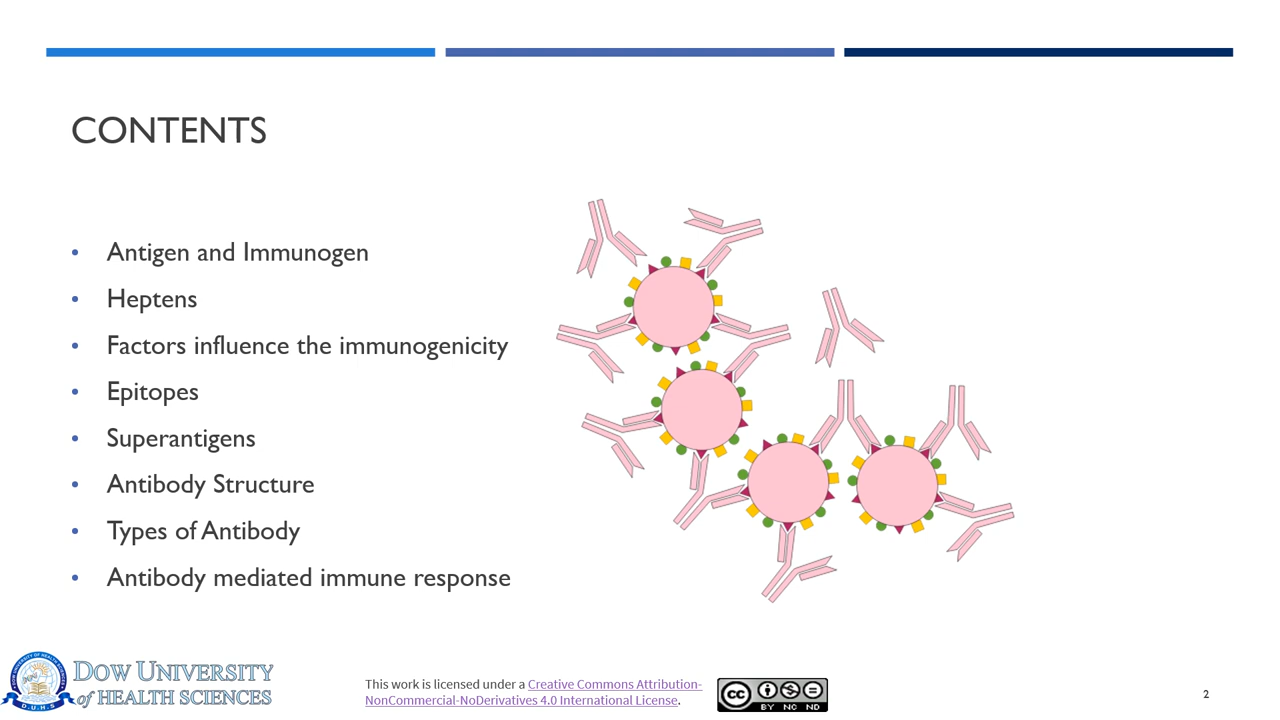 CONTENTS
• Antigen and Immunogen
• Heptens
• Factors influence the immunogenicity
• Epitopes
• Superantigens
• Antibody Structure
• Types of Antibody
• Antibody mediated immune response
DOW UNIVERSITY
of HEALTH SCIENCES
D.U.H.S
This work is licensed under a Creative Commons Attribution-
NonCommercial-NoDerivatives 4.0 International License.
cc
BY NC ND
2